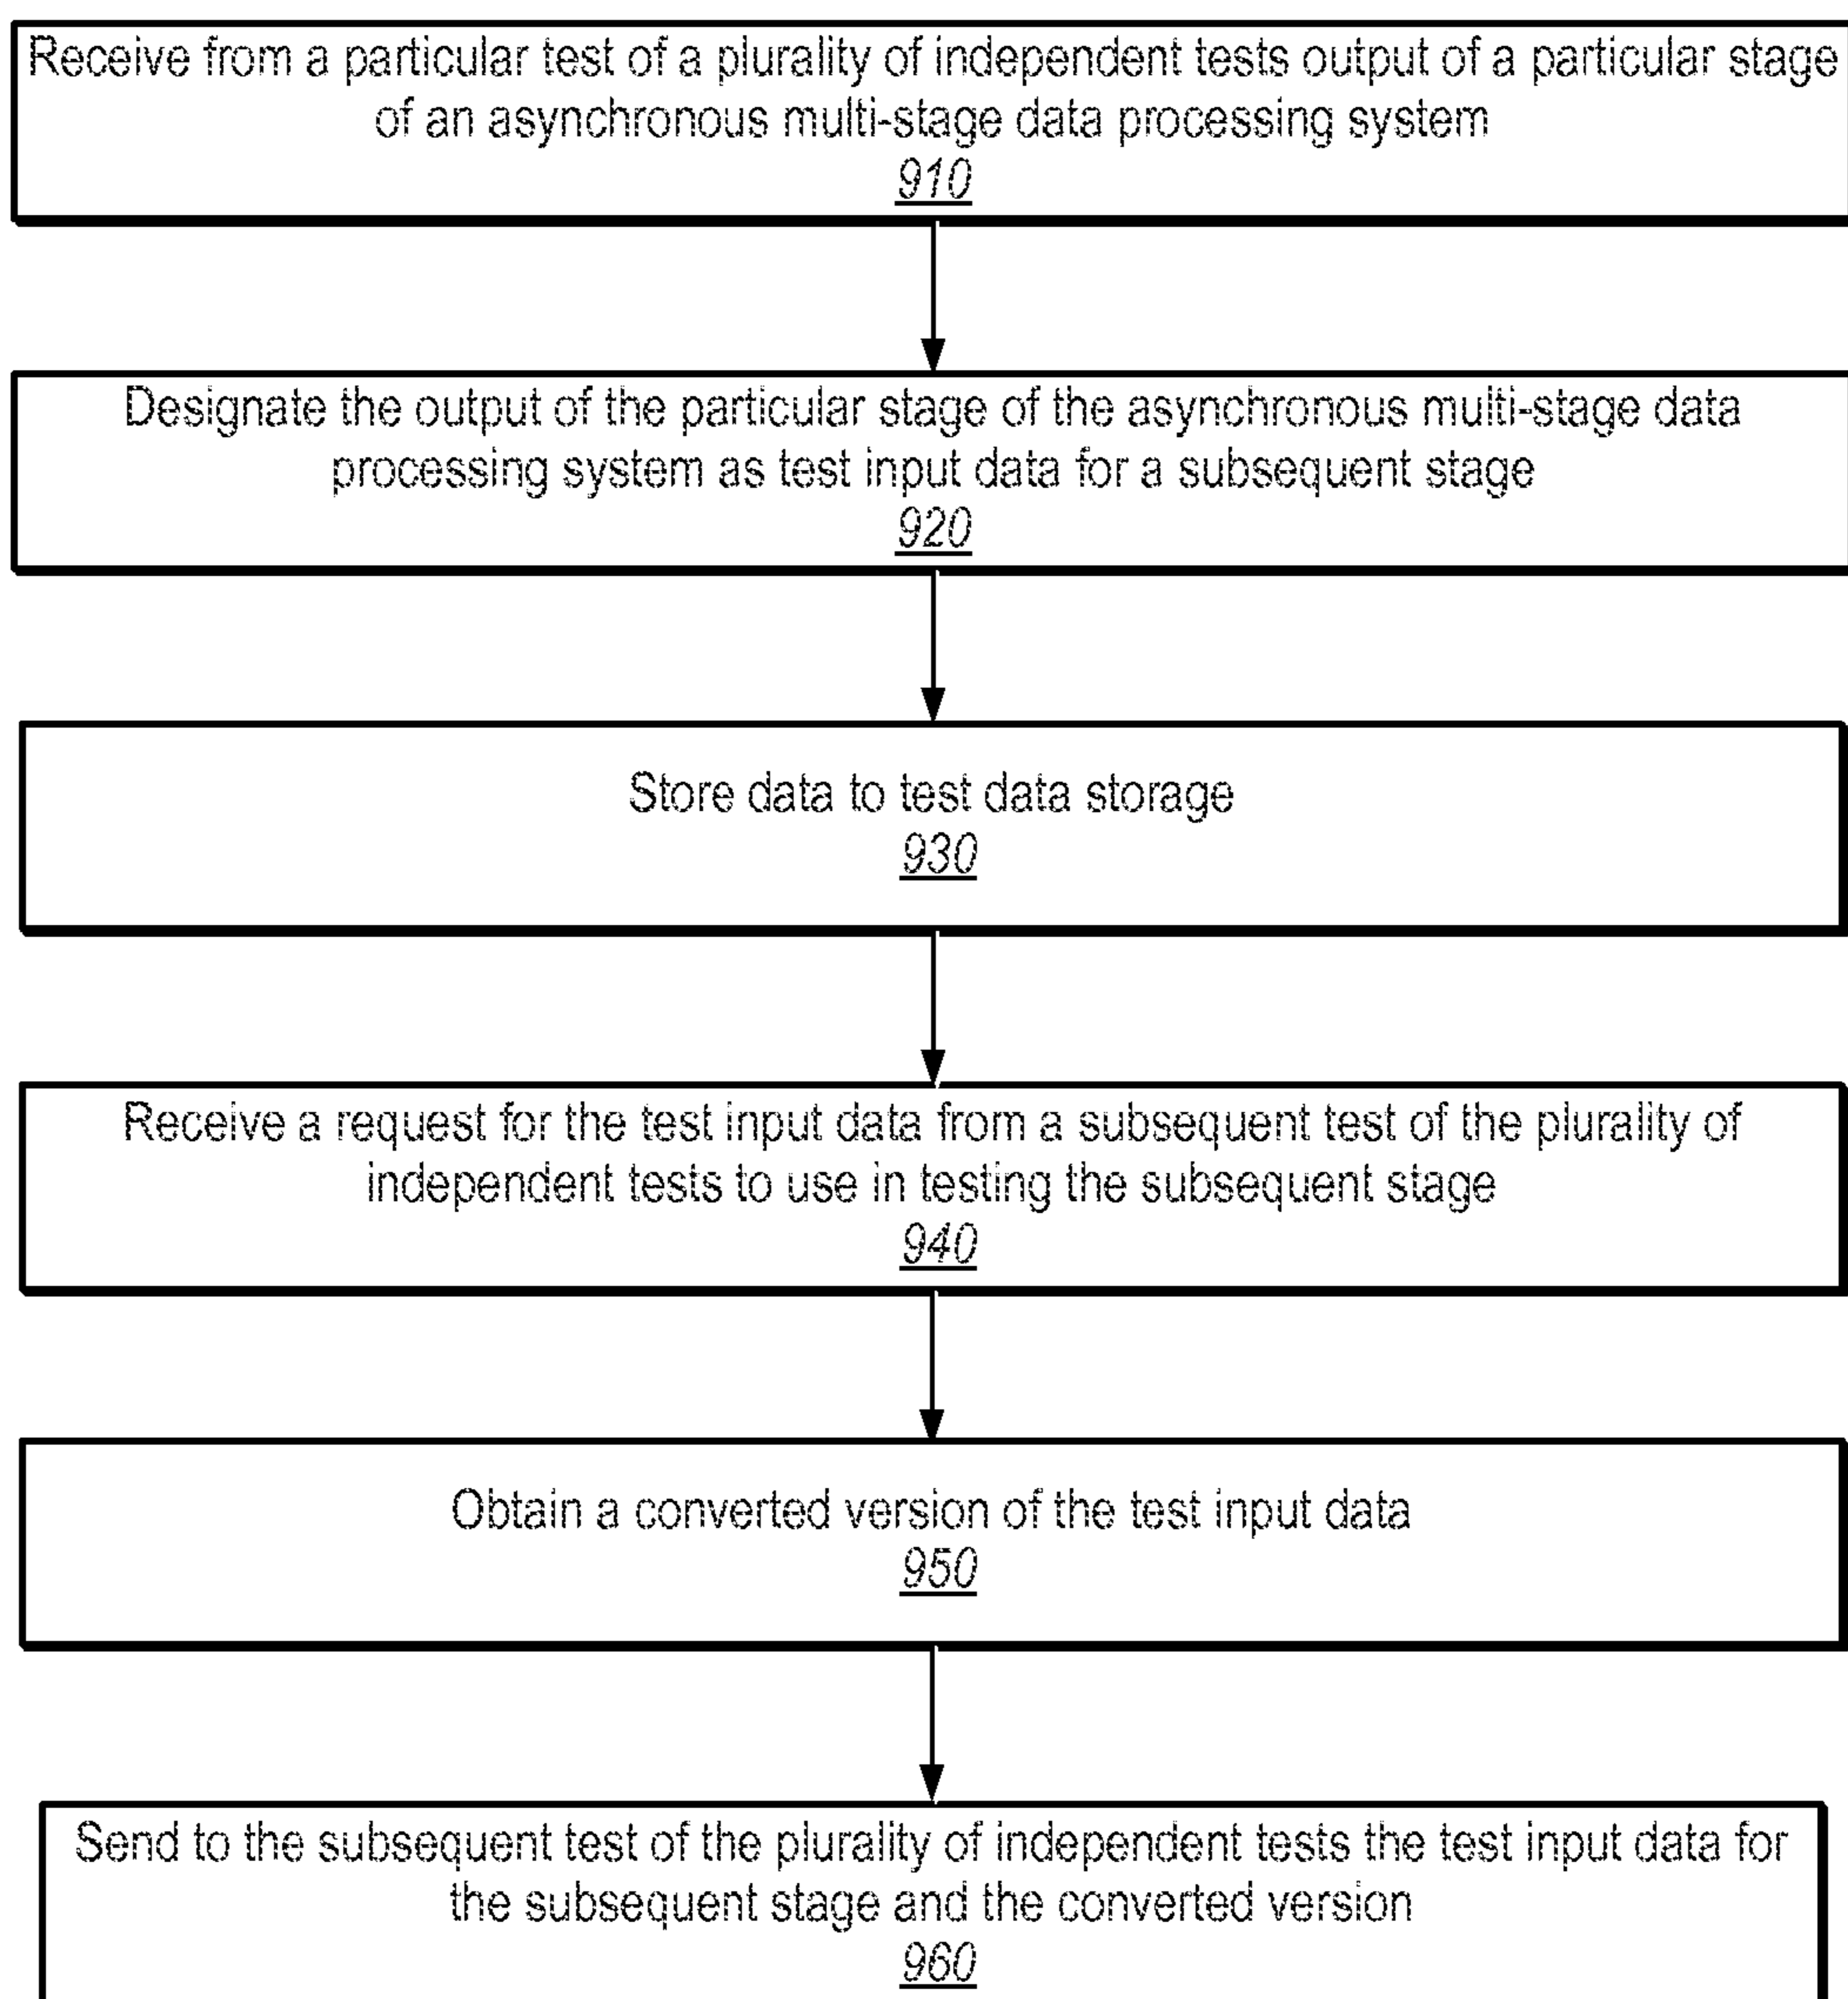 Receive from a particular test of a plurality of independent tests output of a particular stage
of an asynchronous multi-stage data processing system
910
Designate the output of the particular stage of the asynchronous multi-stage data
processing system as test input data for a subsequent stage
920
Store data to test data storage
930
Receive a request for the test input data from a subsequent test of the plurality of
independent tests to use in testing the subsequent stage
940
Obtain a converted version of the test input data
950
Send to the subsequent test of the plurality of independent tests the test input data for
the subsequent stage and the converted version
960